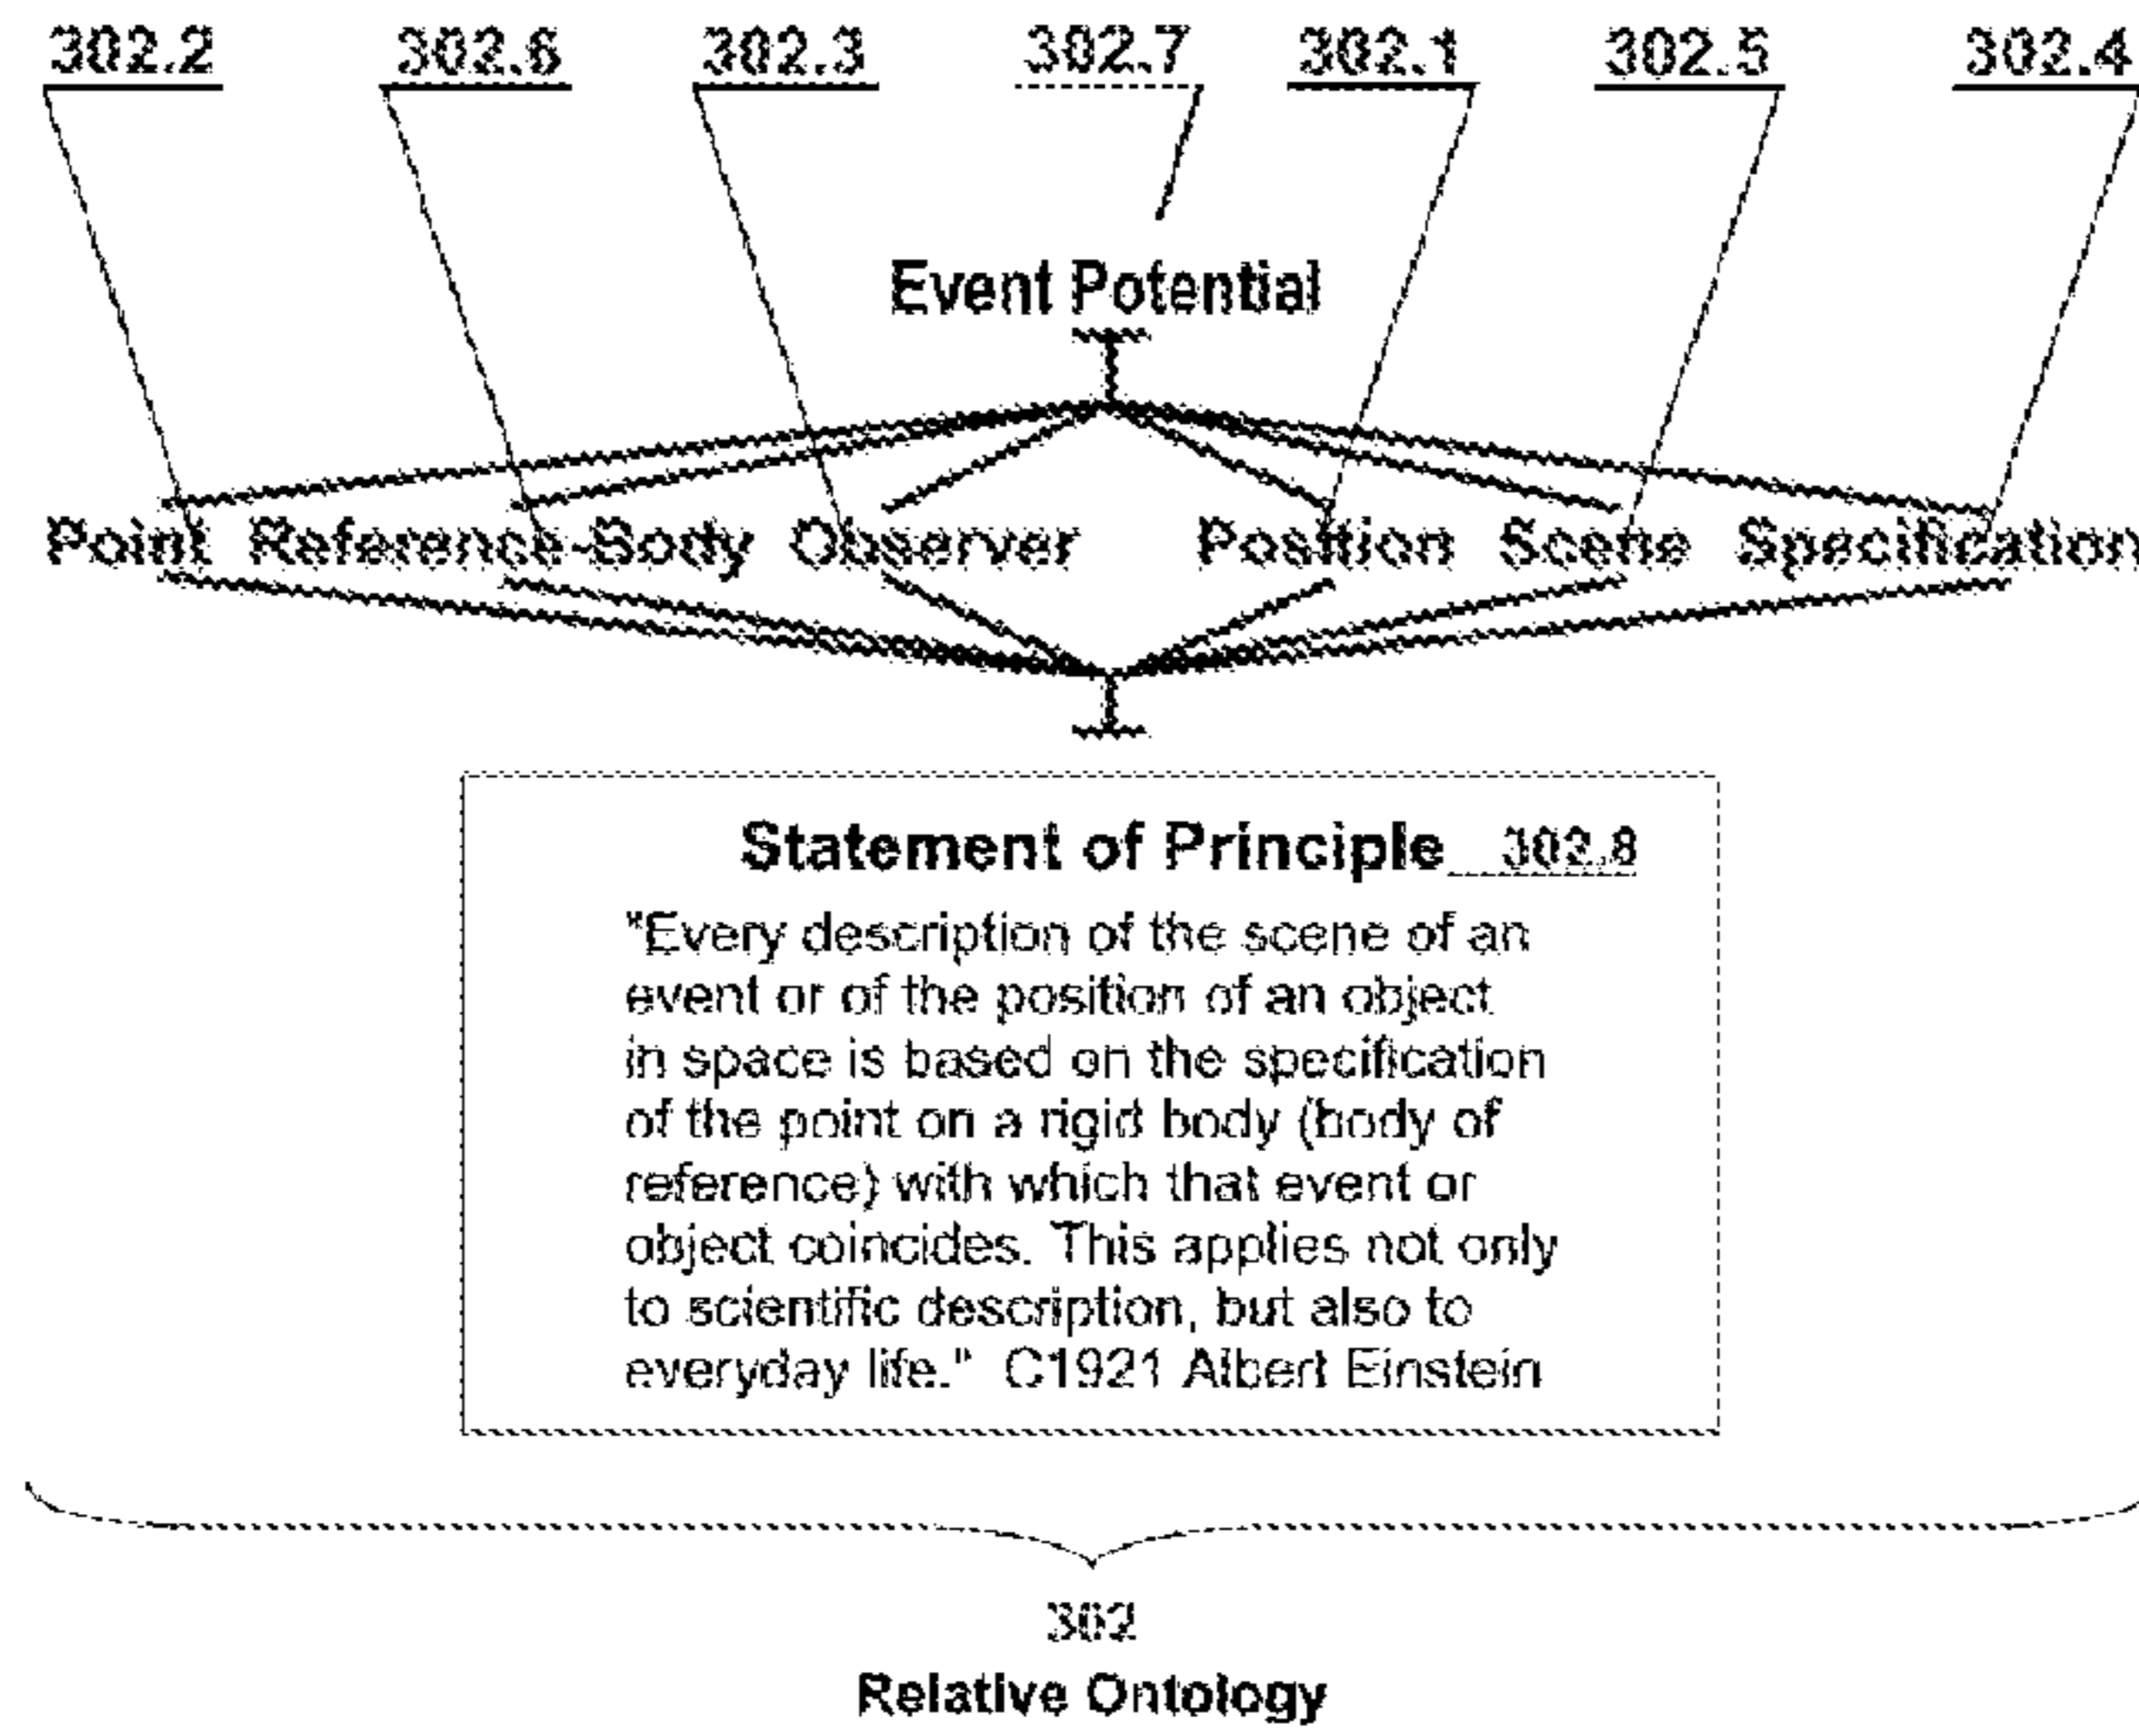 302.2 302.6 302.3 302.7 302.1 302.5 302.4
Event Potential
Point Reference-Body Observer Position Scene Specification
Statement of Principle 302.8
"Every description of the scene of an
event or of the position of an object
in space is based on the specification
of the point on a rigid body (body of
reference) with which that event or
object coincides. This applies not only
to scientific description, but also to
everyday life." C1921 Albert Einstein
302
Relative Ontology